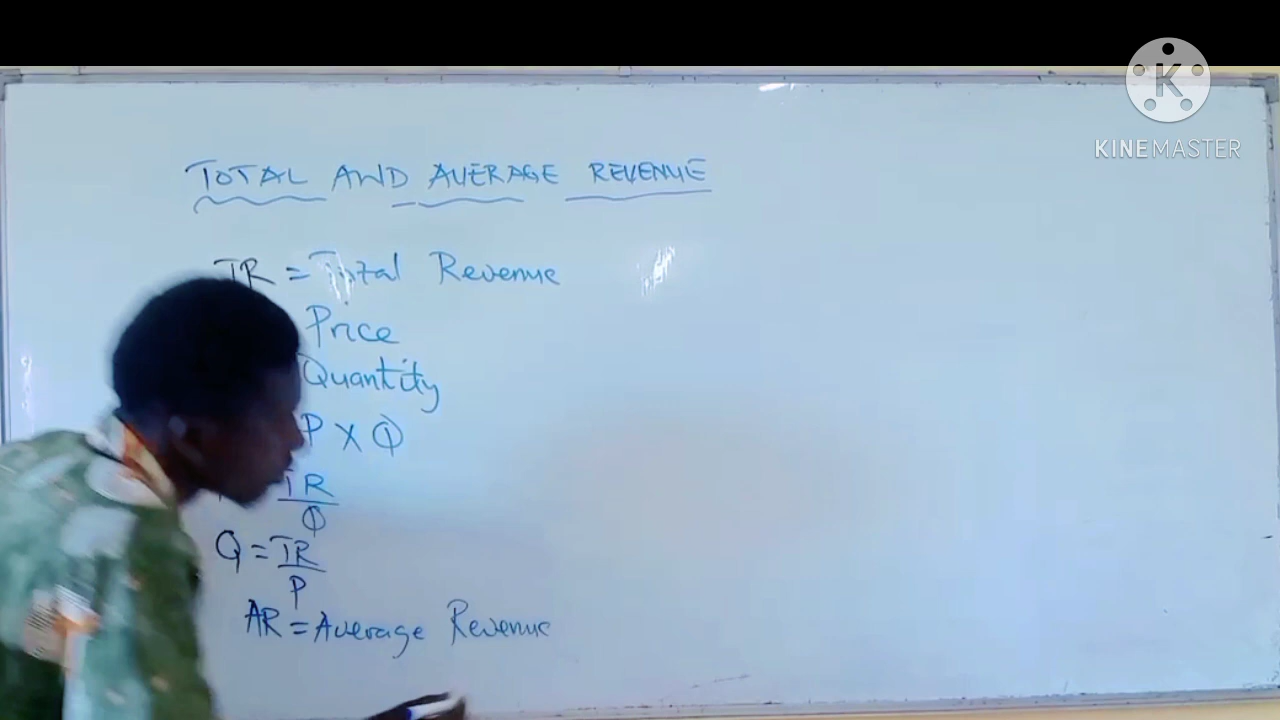 KINEMASTER
TOTAL AND AVERAGE REVENUE
TR = Total Revenue
Price
Quantity
P X Q
TR
Q
Q = TR
P
AR = Average Revenue